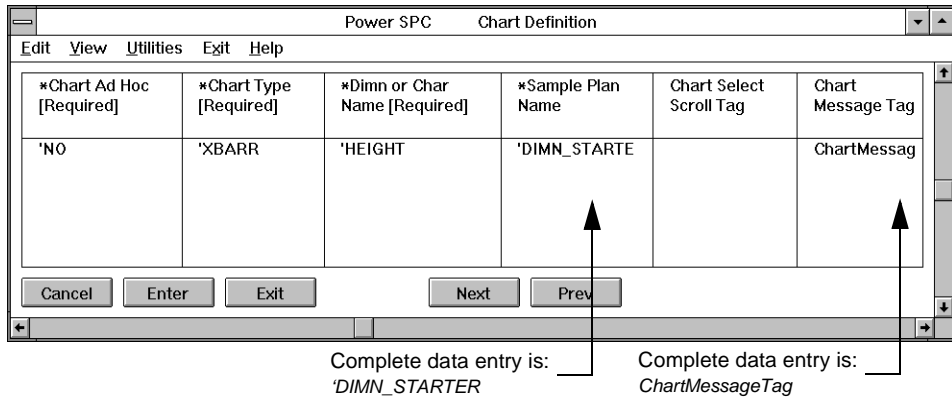 Power SPC Chart Definition
Edit View Utilities Exit Help
*Chart Ad Hoc [Required] *Chart Type [Required] *Dimn or Char Name [Required] *Sample Plan Name Chart Select Scroll Tag Chart Message Tag
'NO 'XBARR 'HEIGHT 'DIMN_STARTE ChartMessag
Cancel Enter Exit Next Prev
Complete data entry is: Complete data entry is:
‘DIMN_STARTER ChartMessageTag